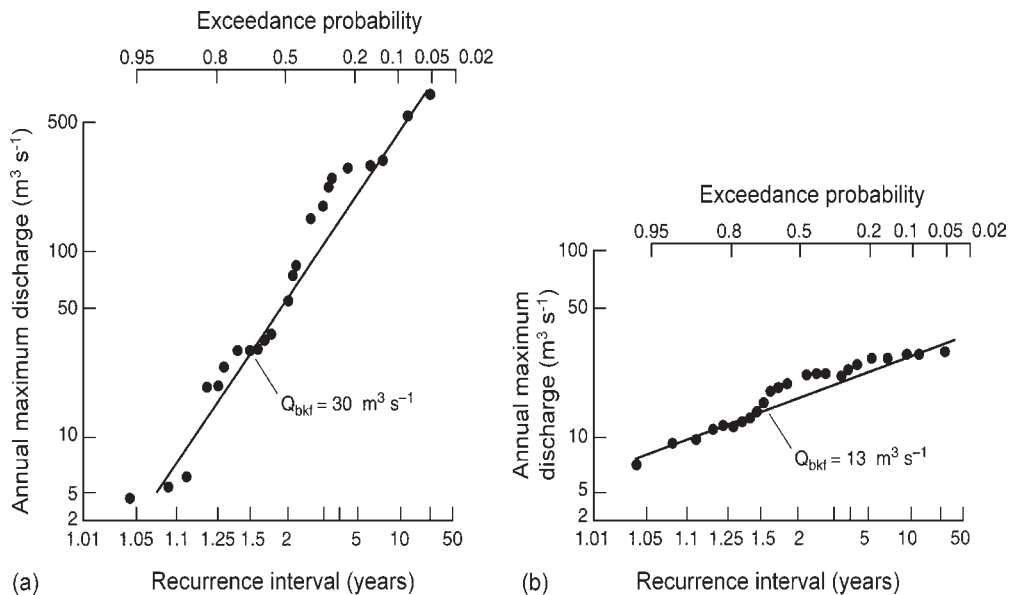 Exceedance probability
0.95 0.8 0.5 0.2 0.1 0.05 0.02
Annual maximum discharge (m³ s⁻¹)
500
100
50
10
5
2
Q_bkf = 30 m³ s⁻¹
1.01 1.05 1.1 1.25 1.5 2 5 10 50
(a) Recurrence interval (years)
Exceedance probability
0.95 0.8 0.5 0.2 0.1 0.05 0.02
Annual maximum
discharge (m³ s⁻¹)
100
50
10
5
2
Q_bkf = 13 m³ s⁻¹
1.01 1.05 1.1 1.25 1.5 2 5 10 50
(b) Recurrence interval (years)